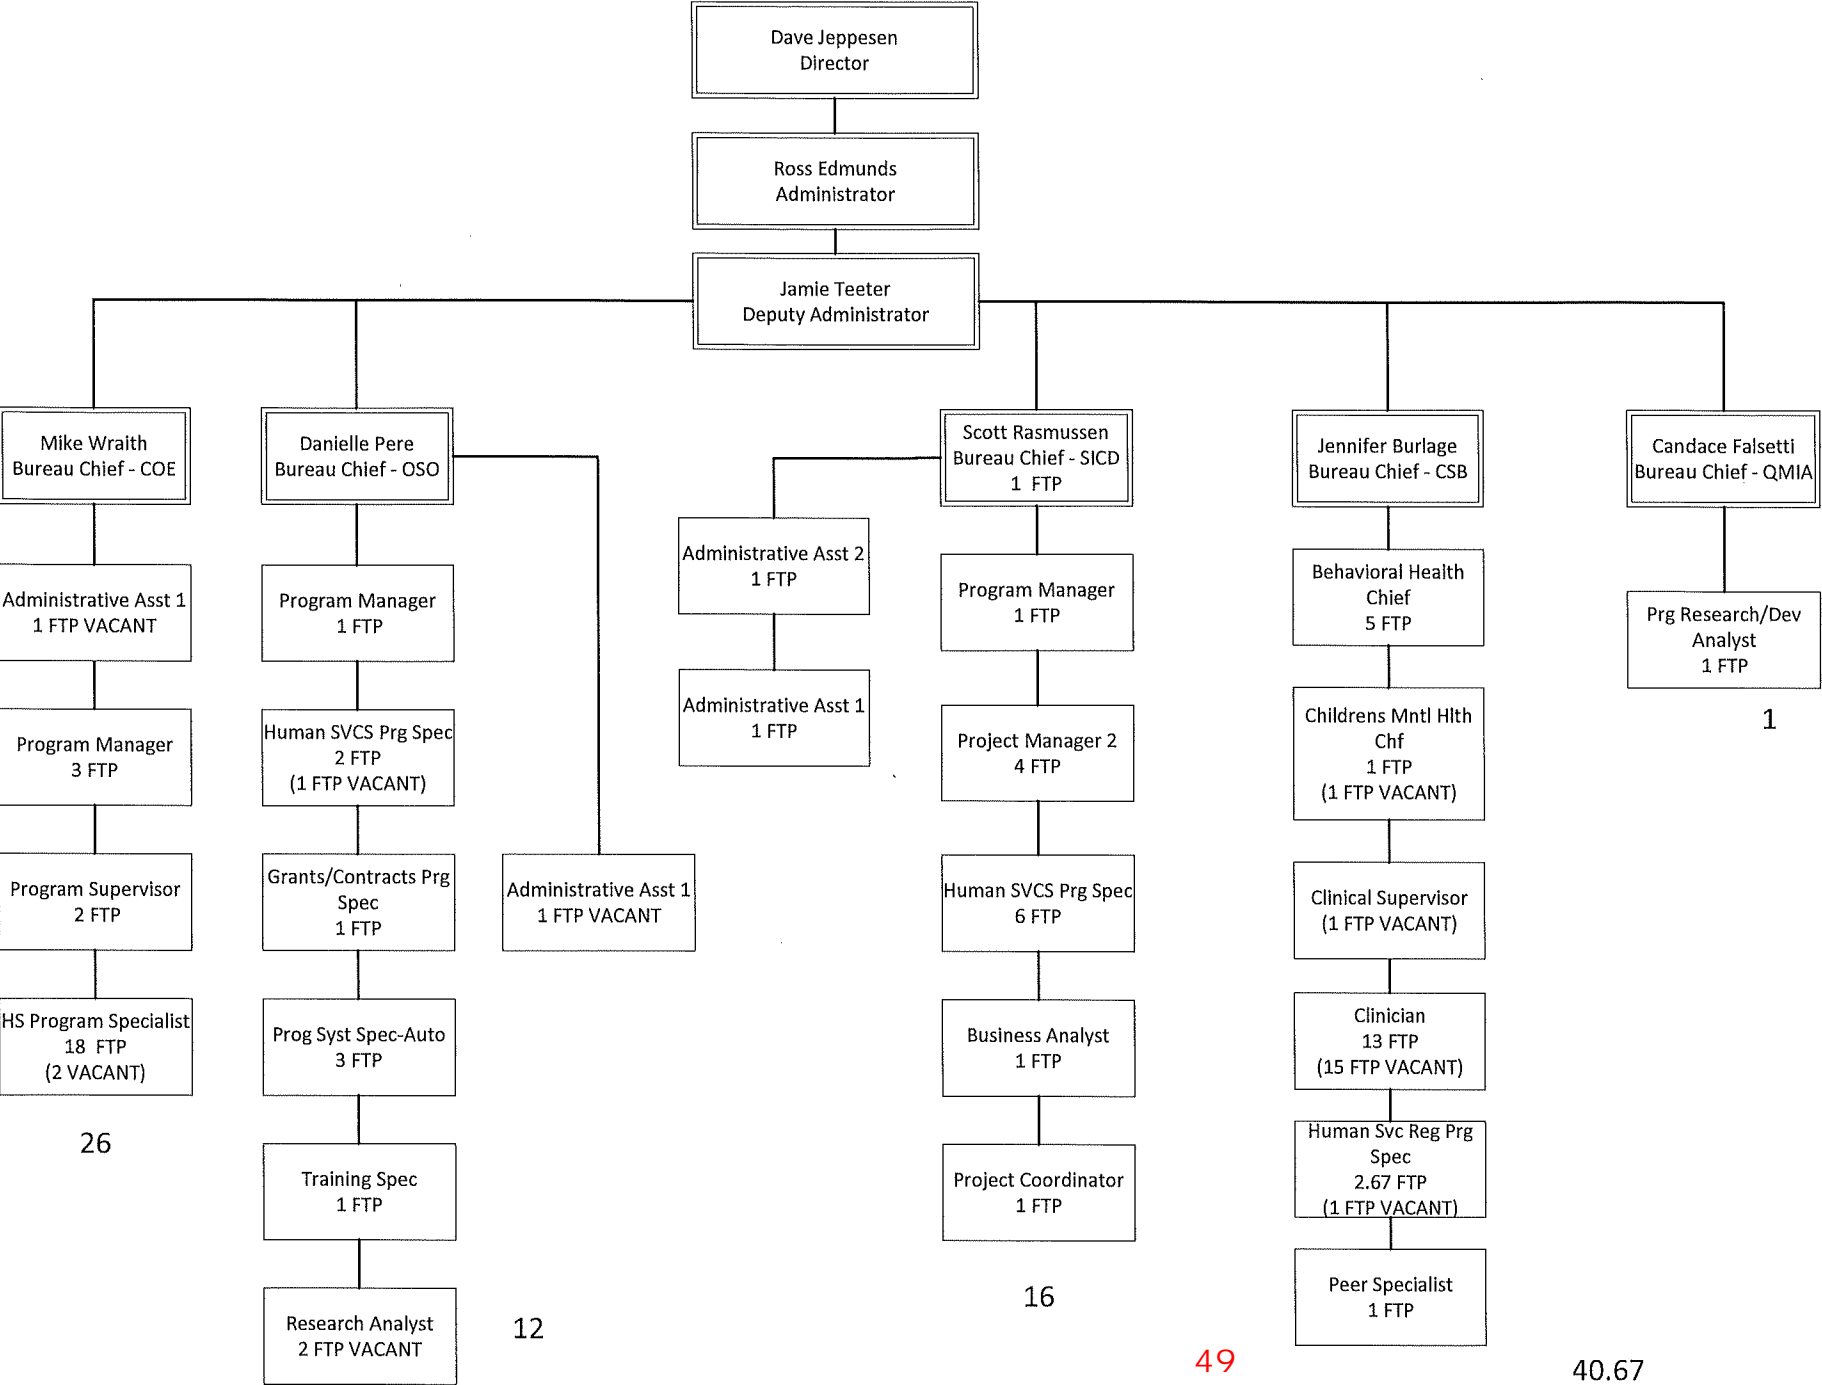 Dave Jeppesen
Director
Ross Edmunds
Administrator
Jamie Teeter
Deputy Administrator
Mike Wraith
Bureau Chief - COE
Administrative Asst 1
1 FTP VACANT
Program Manager
3 FTP
Program Supervisor
2 FTP
HS Program Specialist
18 FTP
(2 VACANT)
26
Danielle Pere
Bureau Chief - OSO
Program Manager
1 FTP
Human SVCS Prg Spec
2 FTP
(1 FTP VACANT)
Grants/Contracts Prg
Spec
1 FTP
Prog Syst Spec-Auto
3 FTP
Training Spec
1 FTP
Research Analyst
2 FTP VACANT
Administrative Asst 1
1 FTP VACANT
12
Scott Rasmussen
Bureau Chief - SICD
1 FTP
Administrative Asst 2
1 FTP
Administrative Asst 1
1 FTP
Program Manager
1 FTP
Project Manager 2
4 FTP
Human SVCS Prg Spec
6 FTP
Business Analyst
1 FTP
Project Coordinator
1 FTP
16
Jennifer Burlage
Bureau Chief - CSB
Behavioral Health
Chief
5 FTP
Childrens Mntl Hlth
Chf
1 FTP
(1 FTP VACANT)
Clinical Supervisor
(1 FTP VACANT)
Clinician
13 FTP
(15 FTP VACANT)
Human Svc Reg Prg
Spec
2.67 FTP
(1 FTP VACANT)
Peer Specialist
1 FTP
49
40.67
Candace Falsetti
Bureau Chief - QMIA
Prg Research/Dev
Analyst
1 FTP
1